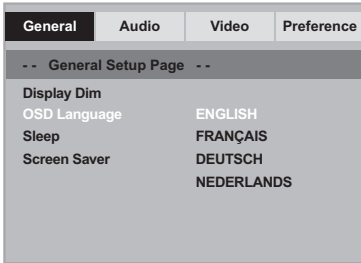 General Audio Video Preference
- - General Setup Page - -
Display Dim
OSD Language ENGLISH
Sleep FRANÇAIS
Screen Saver DEUTSCH
NEDERLANDS